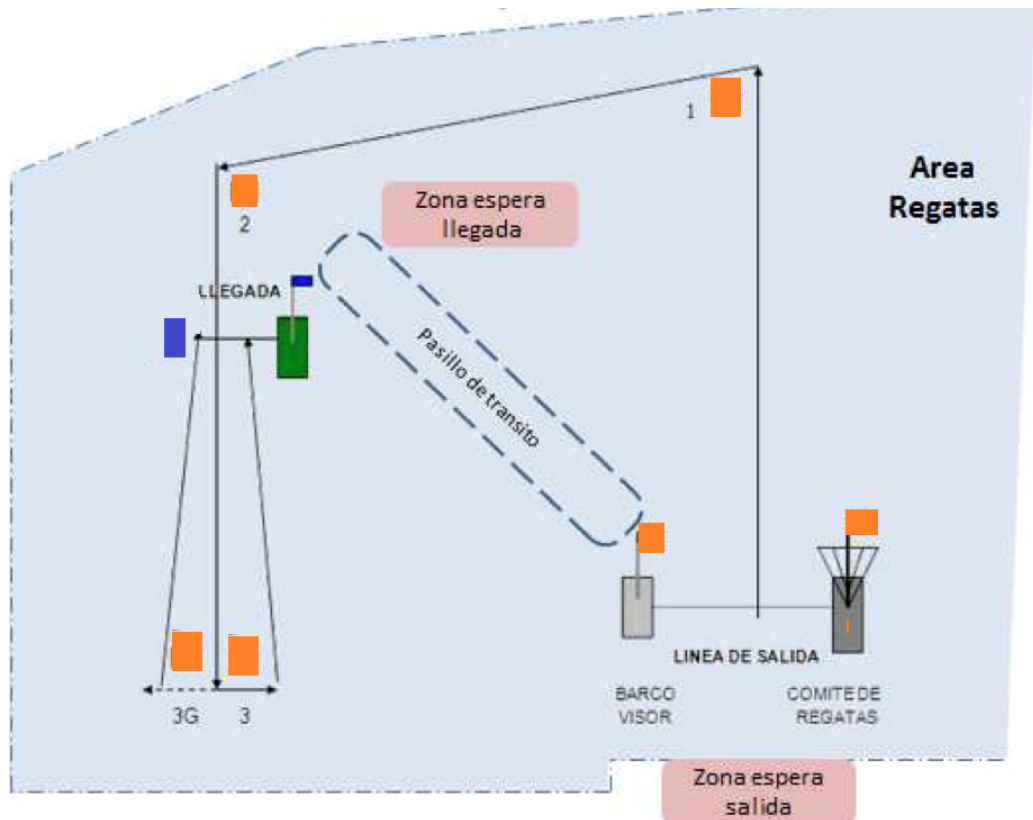 1
Area
Regatas
Zona espera
llegada
2
LLEGADA
Pasillo de transito
LINEA DE SALIDA
3G
3
BARCO
VISOR
COMITE DE
REGATAS
Zona espera
salida